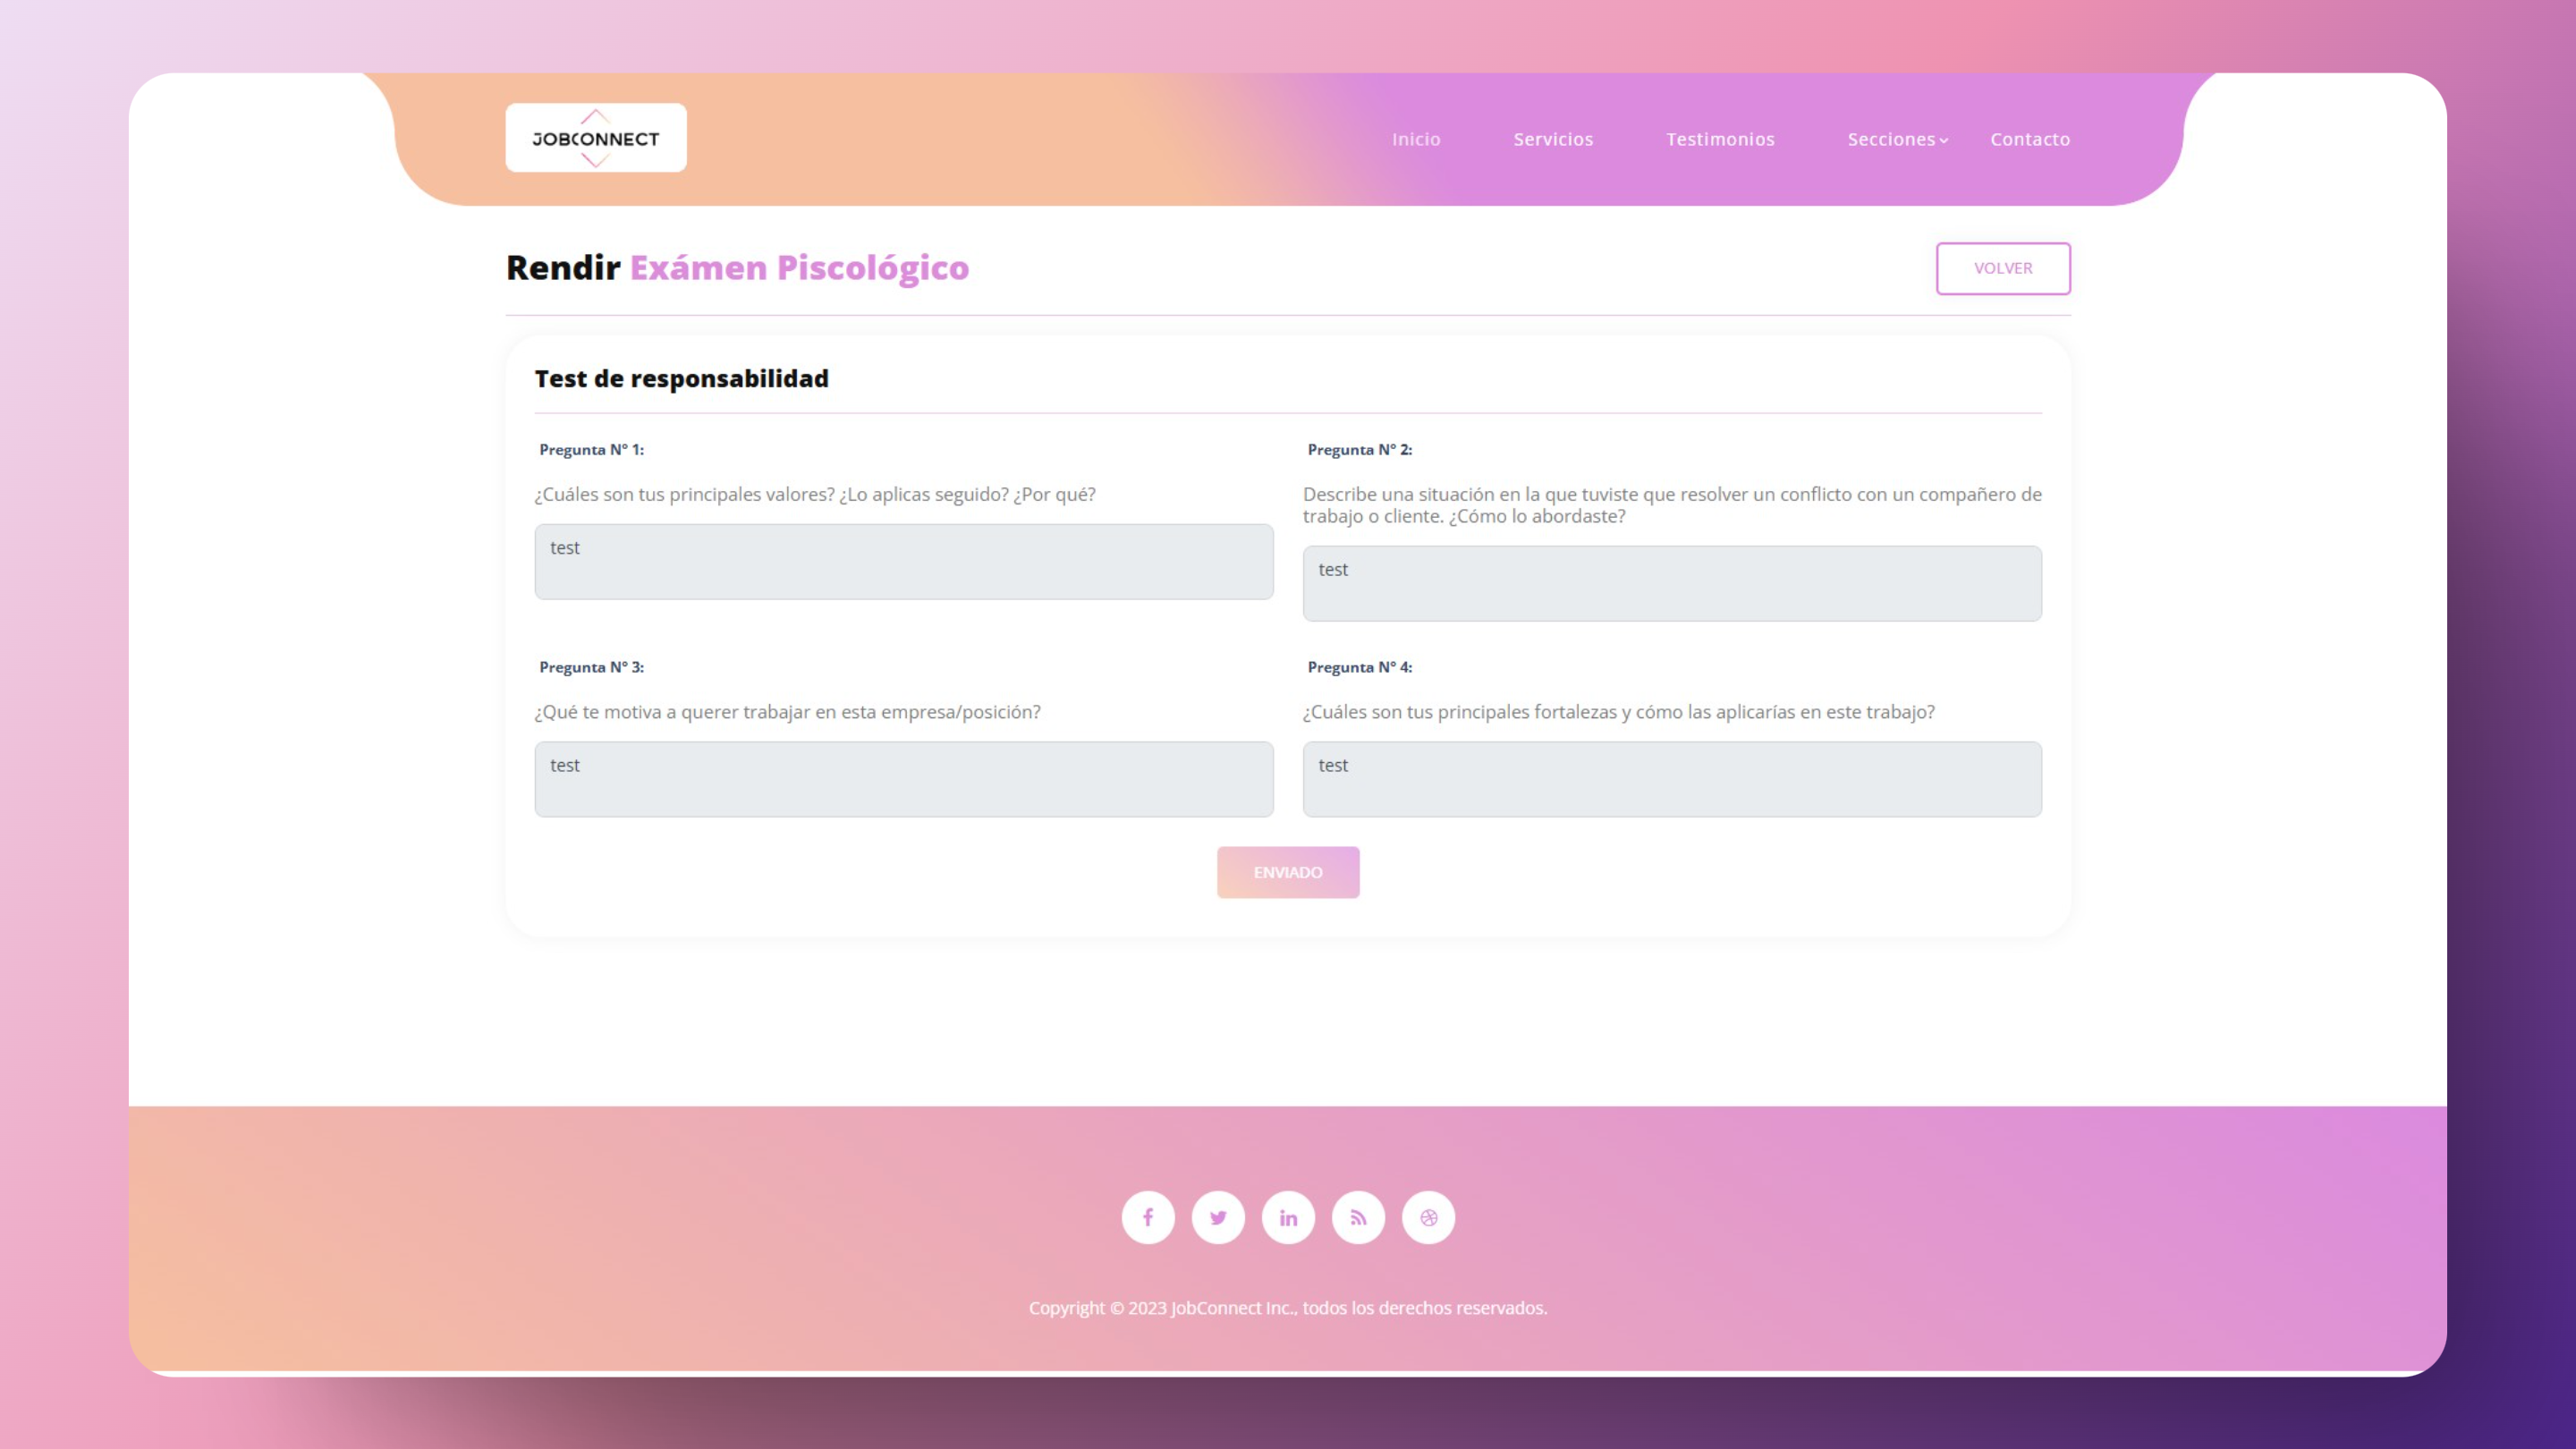 JOBCONNECT
Inicio
Servicios
Testimonios
Secciones
Contacto
Rendir Exámen Piscológico
VOLVER
Test de responsabilidad
Pregunta N° 1:
¿Cuáles son tus principales valores? ¿Lo aplicas seguido? ¿Por qué?
test
Pregunta N° 2:
Describe una situación en la que tuviste que resolver un conflicto con un compañero de
trabajo o cliente. ¿Cómo lo abordaste?
test
Pregunta N° 3:
¿Qué te motiva a querer trabajar en esta empresa/posición?
test
Pregunta N° 4:
¿Cuáles son tus principales fortalezas y cómo las aplicarías en este trabajo?
test
ENVIADO
Copyright © 2023 JobConnect Inc., todos los derechos reservados.